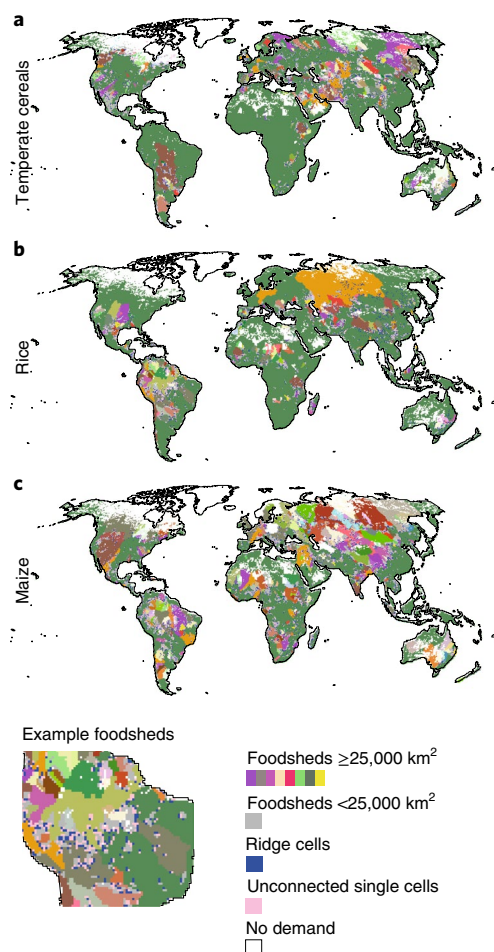 a
Temperate cereals
b
Rice
c
Maize
Example foodsheds
Foodsheds ≥25,000 km²
Foodsheds <25,000 km²
Ridge cells
Unconnected single cells
No demand